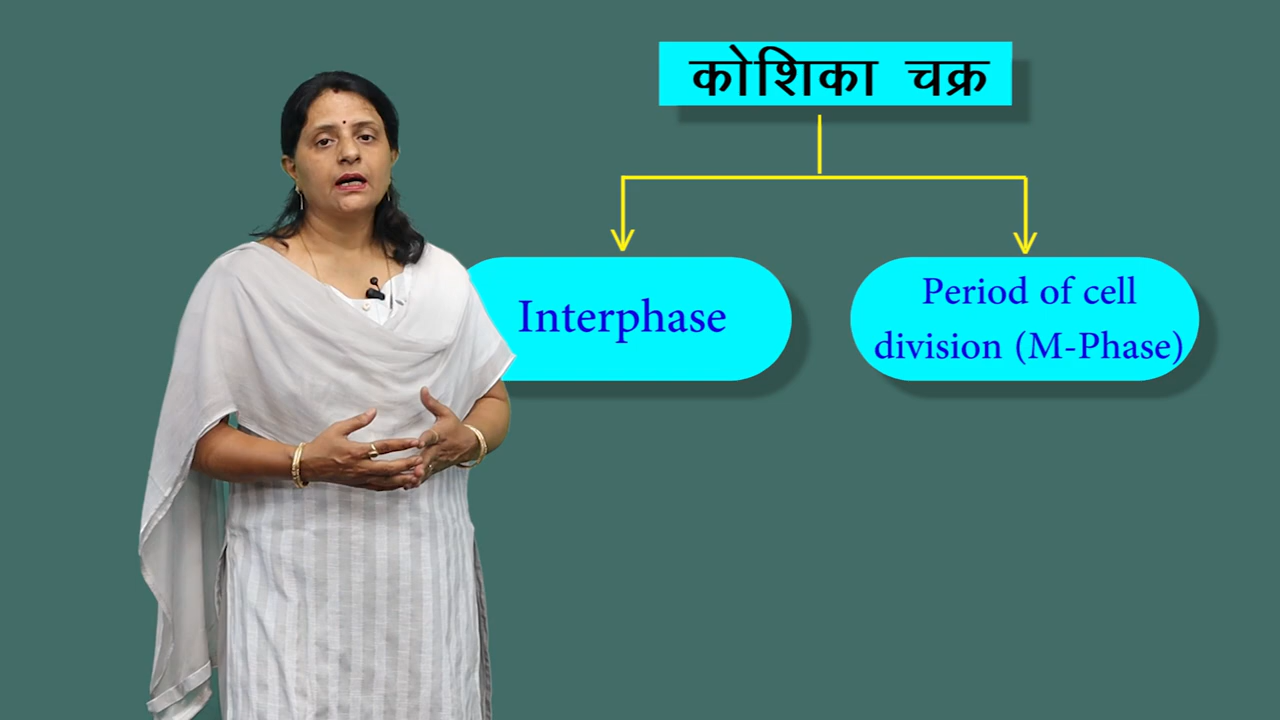 कोशिका चक्र
Interphase
Period of cell
division (M-Phase)